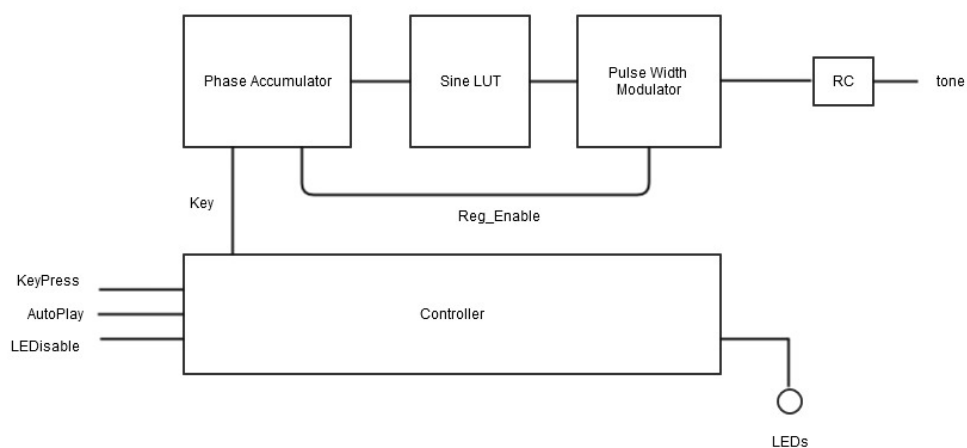 Phase Accumulator
Sine LUT
Pulse Width
Modulator
RC
tone
Key
Reg_Enable
KeyPress
AutoPlay
LEDisable
Controller
LEDs